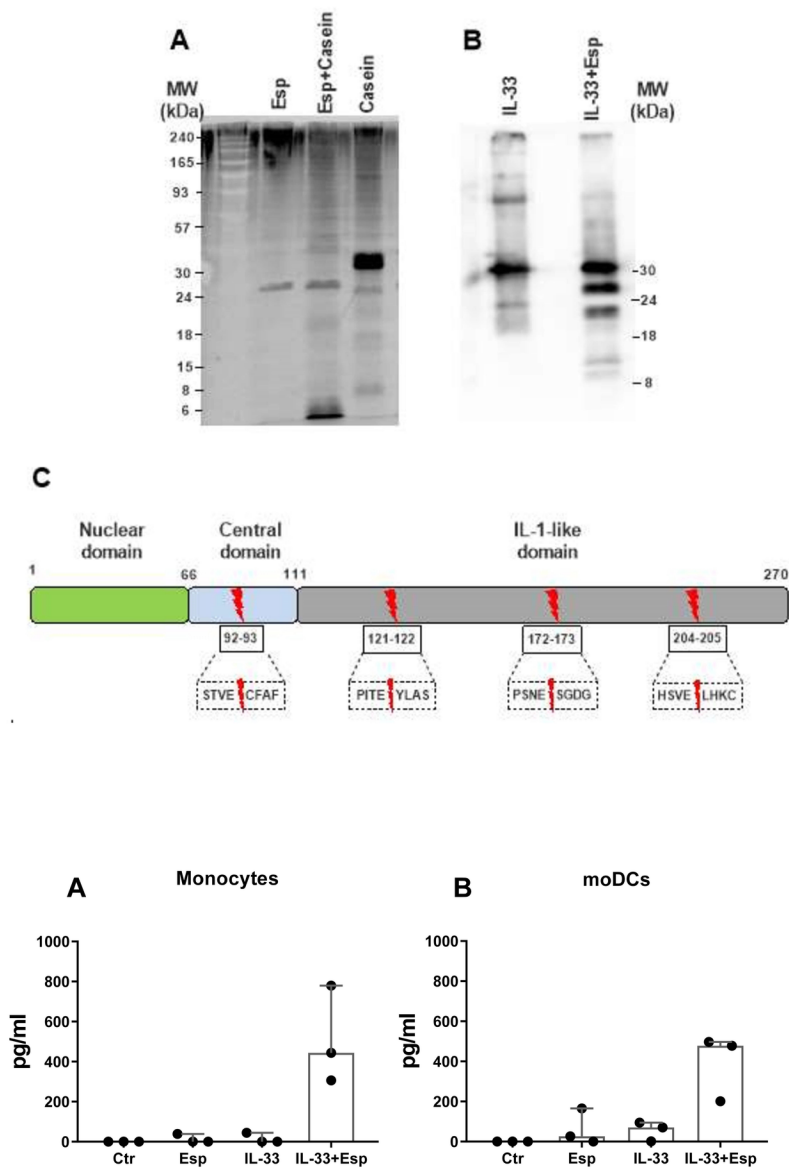 A
MW
(kDa)
Esp
Esp+Casein
Casein
240
165
93
57
30
24
18
15
8
6
B
IL-33
IL-33+Esp
MW
(kDa)
30
24
18
8
C
Nuclear
domain
Central
domain
IL-1-like
domain
1
66
111
270
92-93
121-122
172-173
204-205
STVE CFAF
PITE YLAS
PSNE SGDG
HSVE LHKC
A
Monocytes
pg/ml
1000
800
600
400
200
0
Ctr
Esp
IL-33
IL-33+Esp
B
moDCs
pg/ml
1000
800
600
400
200
0
Ctr
Esp
IL-33
IL-33+Esp